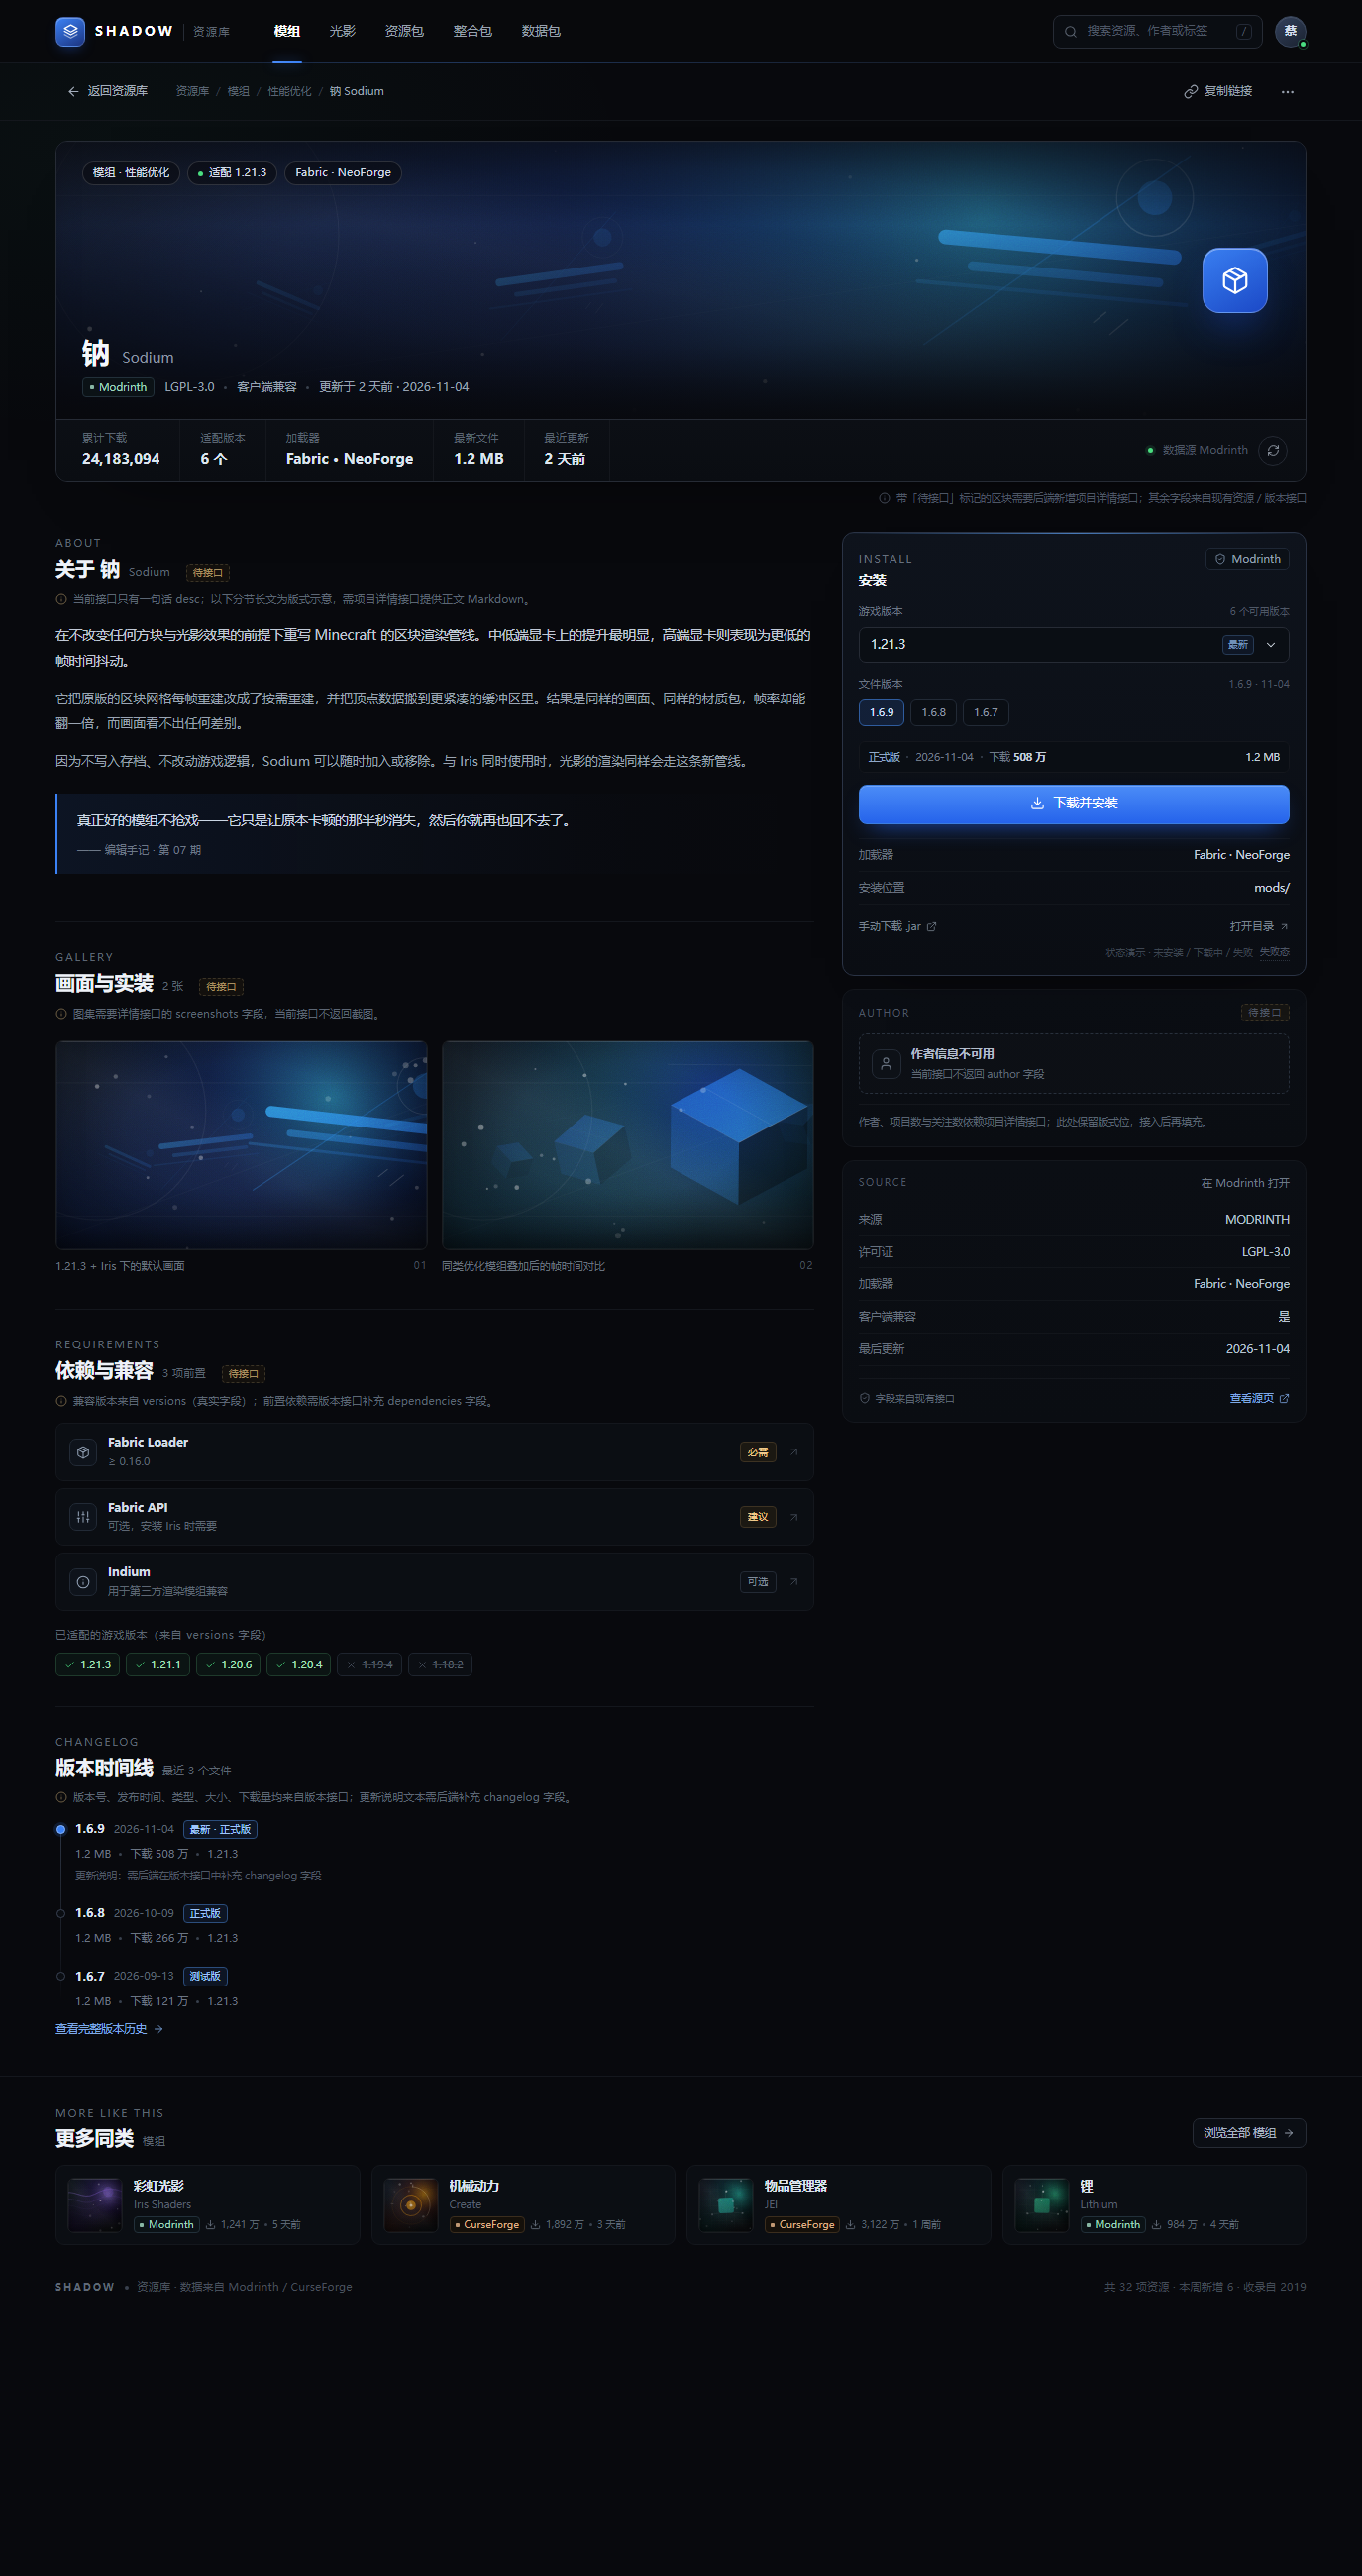 SHADOW 资源库 模组 光影 资源包 整合包 数据包 搜索资源、作者或标签 / 蔡
返回资源库 资源库 / 模组 / 性能优化 / 钠 Sodium 复制链接 ···
模组 · 性能优化 适配 1.21.3 Fabric · NeoForge
钠 Sodium
Modrinth LGPL-3.0 • 客户端兼容 • 更新于 2 天前 · 2026-11-04
累计下载 适配版本 加载器 最新文件 最近更新
24,183,094 6 个 Fabric • NeoForge 1.2 MB 2 天前
数据源 Modrinth
带「待接口」标记的区块需要后端新增项目详情接口；其余字段来自现有资源 / 版本接口
ABOUT
关于 钠 Sodium 待接口
当前接口只有一句话 desc；以下分节长文为版式示意，需项目详情接口提供正文 Markdown。
在不改变任何方块与光影效果的前提下重写 Minecraft 的区块渲染管线。中低端显卡上的提升最明显，高端显卡则表现为更低的
帧时间抖动。
它把原版的区块网格每帧重建改成了按需重建，并把顶点数据搬到更紧凑的缓冲区里。结果是同样的画面、同样的材质包，帧率却能
翻一倍，而画面看不出任何差别。
因为不写入存档、不改动游戏逻辑，Sodium 可以随时加入或移除。与 Iris 同时使用时，光影的渲染同样会走这条新管线。
真正好的模组不抢戏——它只是让原本卡顿的那半秒消失，然后你就再也回不去了。
—— 编辑手记 · 第 07 期
GALLERY
画面与实装 2 张 待接口
图集需要详情接口的 screenshots 字段，当前接口不返回截图。
1.21.3 + Iris 下的默认画面 01
同类优化模组叠加后的帧时间对比 02
REQUIREMENTS
依赖与兼容 3 项前置 待接口
兼容版本来自 versions（真实字段）；前置依赖需版本接口补充 dependencies 字段。
Fabric Loader
≥ 0.16.0
必需
Fabric API
可选，安装 Iris 时需要
建议
Indium
用于第三方渲染模组兼容
可选
已适配的游戏版本（来自 versions 字段）
1.21.3 1.21.1 1.20.6 1.20.4 1.19.4 1.18.2
CHANGELOG
版本时间线 最近 3 个文件
版本号、发布时间、类型、大小、下载量均来自版本接口；更新说明文本需后端补充 changelog 字段。
1.6.9 2026-11-04 最新 · 正式版
1.2 MB • 下载 508 万 • 1.21.3
更新说明：需后端在版本接口中补充 changelog 字段
1.6.8 2026-10-09 正式版
1.2 MB • 下载 266 万 • 1.21.3
1.6.7 2026-09-13 测试版
1.2 MB • 下载 121 万 • 1.21.3
查看完整版本历史
INSTALL Modrinth
安装
游戏版本 6 个可用版本
1.21.3 最新
文件版本 1.6.9 · 11-04
1.6.9 1.6.8 1.6.7
正式版 · 2026-11-04 · 下载 508 万 1.2 MB
下载并安装
加载器 Fabric · NeoForge
安装位置 mods/
手动下载 .jar 打开目录
状态演示 · 未安装 / 下载中 / 失败 失败态
AUTHOR 待接口
作者信息不可用
当前接口不返回 author 字段
作者、项目数与关注数依赖项目详情接口；此处保留版式位，接入后再填充。
SOURCE 在 Modrinth 打开
来源 MODRINTH
许可证 LGPL-3.0
加载器 Fabric · NeoForge
客户端兼容 是
最后更新 2026-11-04
字段来自现有接口 查看源页
MORE LIKE THIS
更多同类 模组 浏览全部 模组
彩虹光影
Iris Shaders
Modrinth 1,241 万 • 5 天前
机械动力
Create
CurseForge 1,892 万 • 3 天前
物品管理器
JEI
CurseForge 3,122 万 • 1 周前
锂
Lithium
Modrinth 984 万 • 4 天前
SHADOW • 资源库 · 数据来自 Modrinth / CurseForge 共 32 项资源 · 本周新增 6 · 收录自 2019